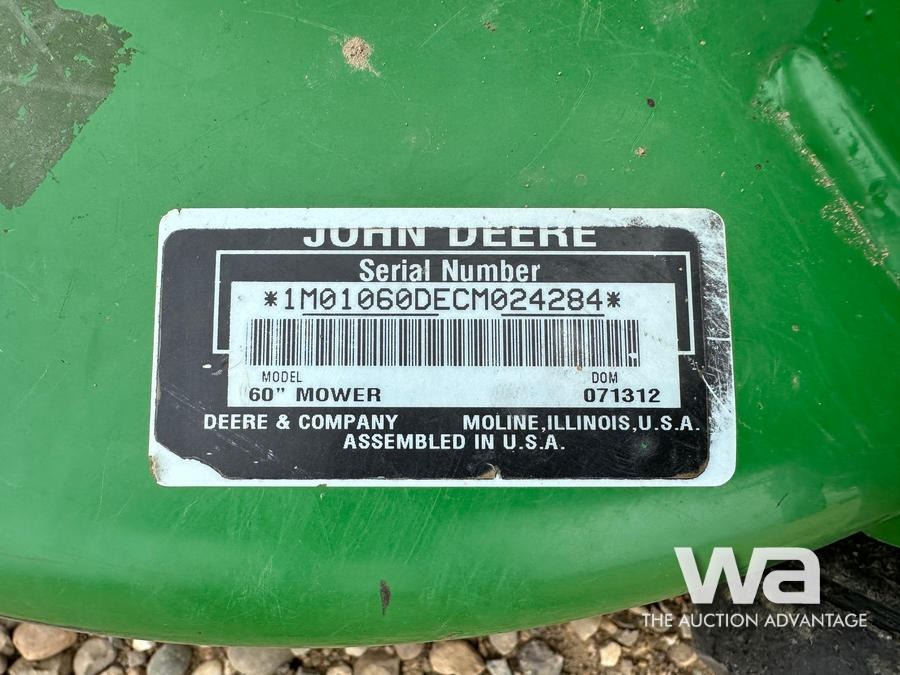 JOHN DEERE
Serial Number
*1M01060DECM024284*
MODEL DOM
60" MOWER 071312
DEERE & COMPANY MOLINE, ILLINOIS, U.S.A.
ASSEMBLED IN U.S.A.
wa
THE AUCTION ADVANTAGE